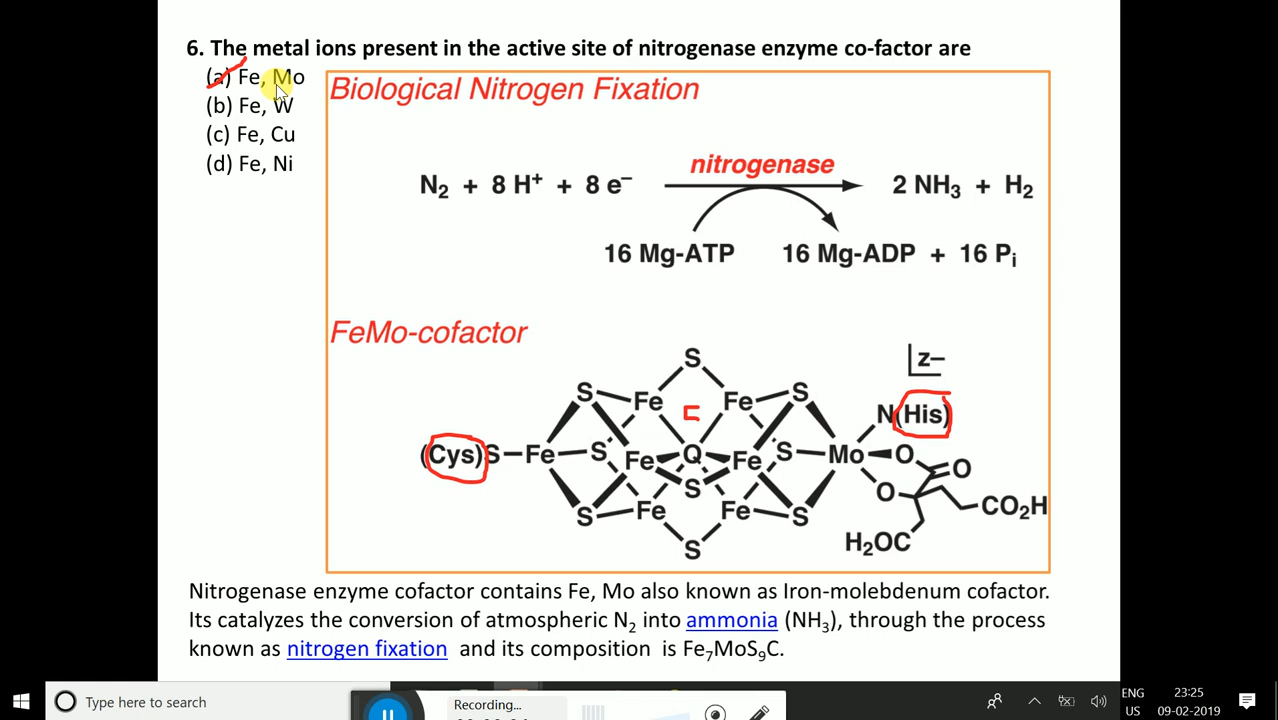 6. The metal ions present in the active site of nitrogenase enzyme co-factor are
(a) Fe, Mo
(b) Fe, W
(c) Fe, Cu
(d) Fe, Ni
Biological Nitrogen Fixation
nitrogenase
N₂ + 8 H⁺ + 8 e⁻ 2 NH₃ + H₂
16 Mg-ATP 16 Mg-ADP + 16 Pᵢ
FeMo-cofactor
z–
S
S Fe Fe S N(His)
(Cys)S Fe S Fe Q Fe S Mo O O
S O CO₂H
S Fe Fe S
H₂OC
S
Nitrogenase enzyme cofactor contains Fe, Mo also known as Iron-molebdenum cofactor.
Its catalyzes the conversion of atmospheric N₂ into ammonia (NH₃), through the process
known as nitrogen fixation and its composition is Fe₇MoS₉C.
Type here to search
Recording...
ENG
US
23:25
09-02-2019